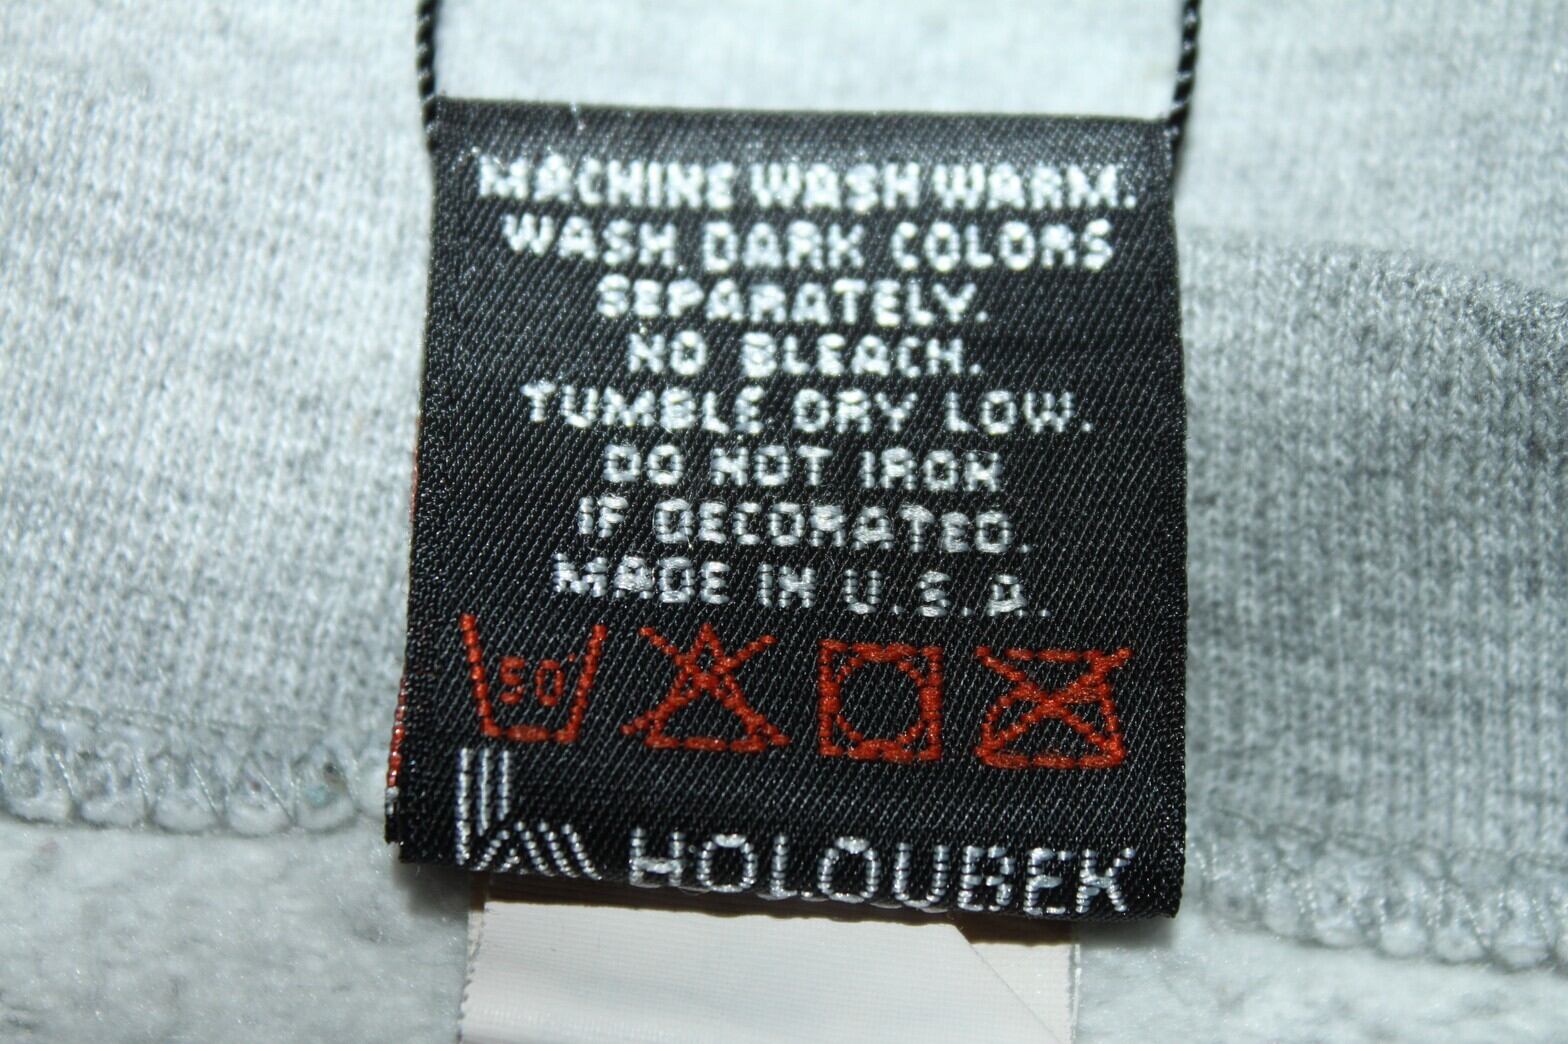 MACHINE WASH WARM.
WASH DARK COLORS
SEPARATELY.
NO BLEACH.
TUMBLE DRY LOW.
DO NOT IRON
IF DECORATED.
MADE IN U.S.A.
50°
HOLOUBEK